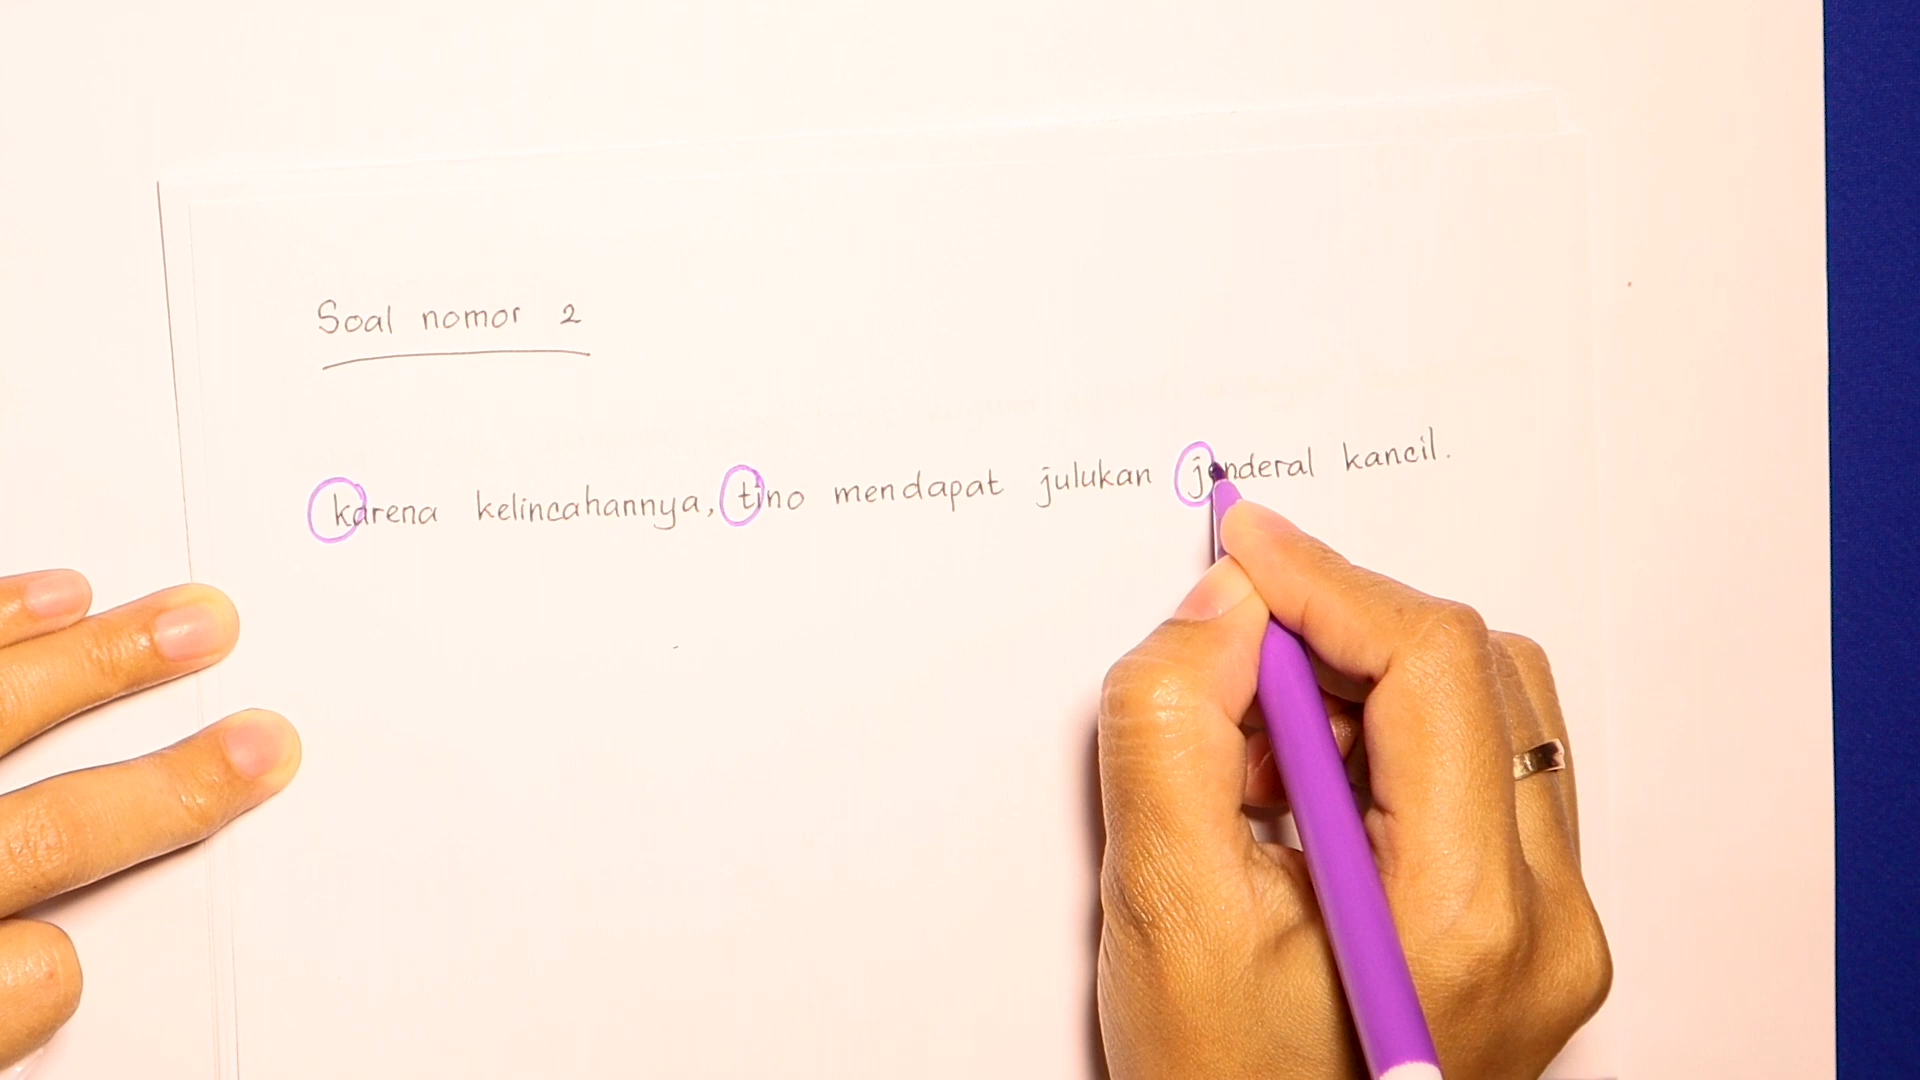 Soal nomor 2
karena kelincahannya, tino mendapat julukan jenderal kancil.